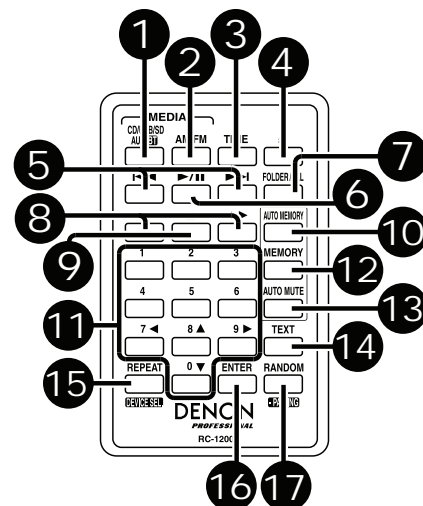 1 2 3 4
MEDIA
CD/USB/SD AM/FM TIME
5 7
FOLDER/ALL
6
8 AUTO MEMORY
9 10
1 2 3 MEMORY
12
4 5 6 AUTO MUTE
11 13
7 ◄ 8 ▲ 9 ► TEXT
14
15 REPEAT 0 ▼ ENTER RANDOM
DEVICE SEL
DENON
PROFESSIONAL
RC-1200
16 17